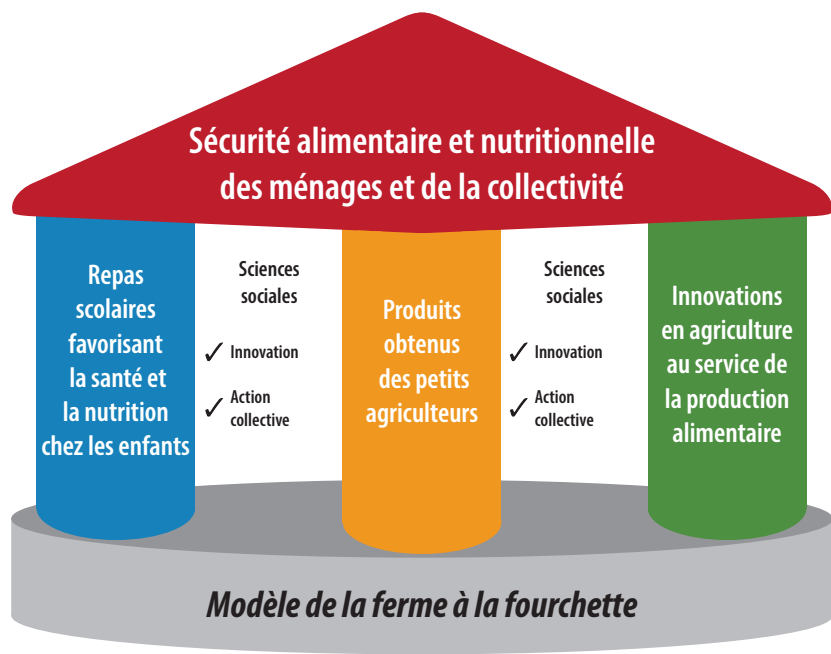 Sécurité alimentaire et nutritionnelle
des ménages et de la collectivité
Repas
scolaires
favorisant
la santé et
la nutrition
chez les enfants
Sciences
sociales
✓ Innovation
✓ Action
collective
Produits
obtenus
des petits
agriculteurs
Sciences
sociales
✓ Innovation
✓ Action
collective
Innovations
en agriculture
au service de
la production
alimentaire
Modèle de la ferme à la fourchette